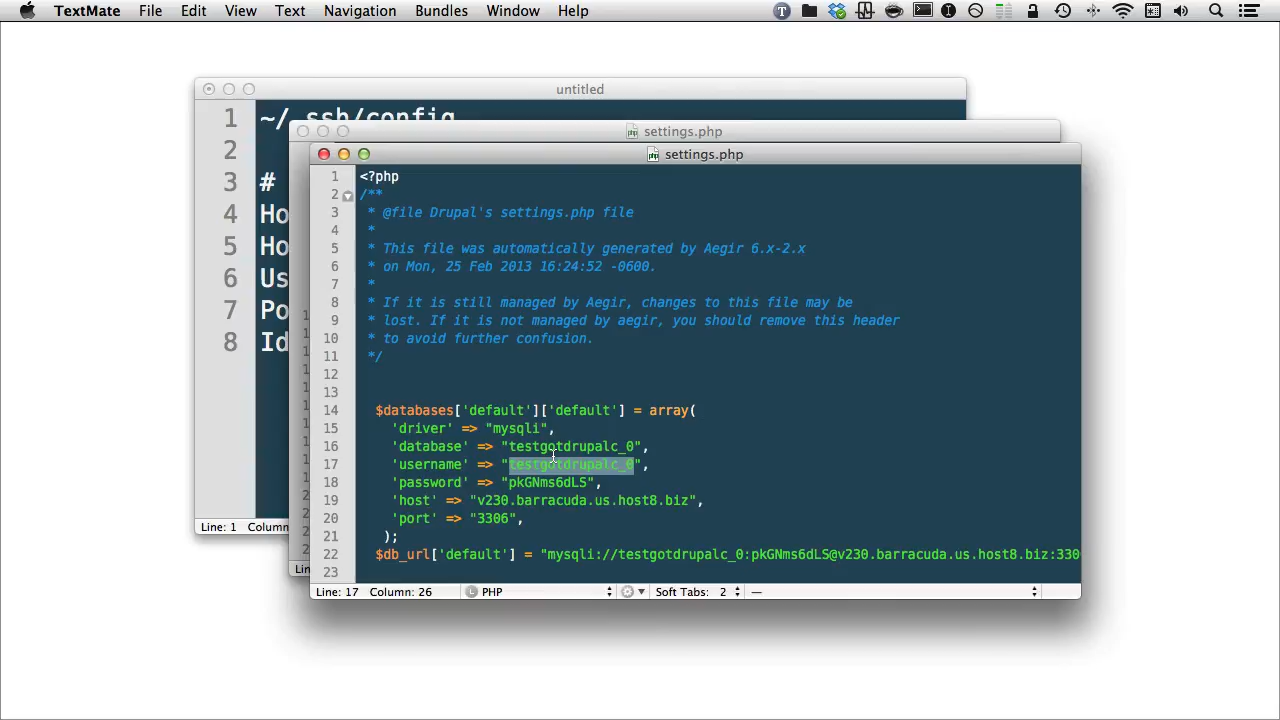 TextMate File Edit View Text Navigation Bundles Window Help
untitled
1 ~/.ssh/config
2
3 #
4 Ho
5 Ho
6 Us
7 Po
8 Id
Line: 1 Column
settings.php
Lin
settings.php
1 <?php
2 /**
3 * @file Drupal's settings.php file
4 *
5 * This file was automatically generated by Aegir 6.x-2.x
6 * on Mon, 25 Feb 2013 16:24:52 -0600.
7 *
8 * If it is still managed by Aegir, changes to this file may be
9 * lost. If it is not managed by aegir, you should remove this header
10 * to avoid further confusion.
11 */
12
13
14 $databases['default']['default'] = array(
15 'driver' => "mysqli",
16 'database' => "testgotdrupalc_0",
17 'username' => "testgotdrupalc_0",
18 'password' => "pkGNms6dLS",
19 'host' => "v230.barracuda.us.host8.biz",
20 'port' => "3306",
21 );
22 $db_url['default'] = "mysqli://testgotdrupalc_0:pkGNms6dLS@v230.barracuda.us.host8.biz:330
23
Line: 17 Column: 26 PHP Soft Tabs: 2 —